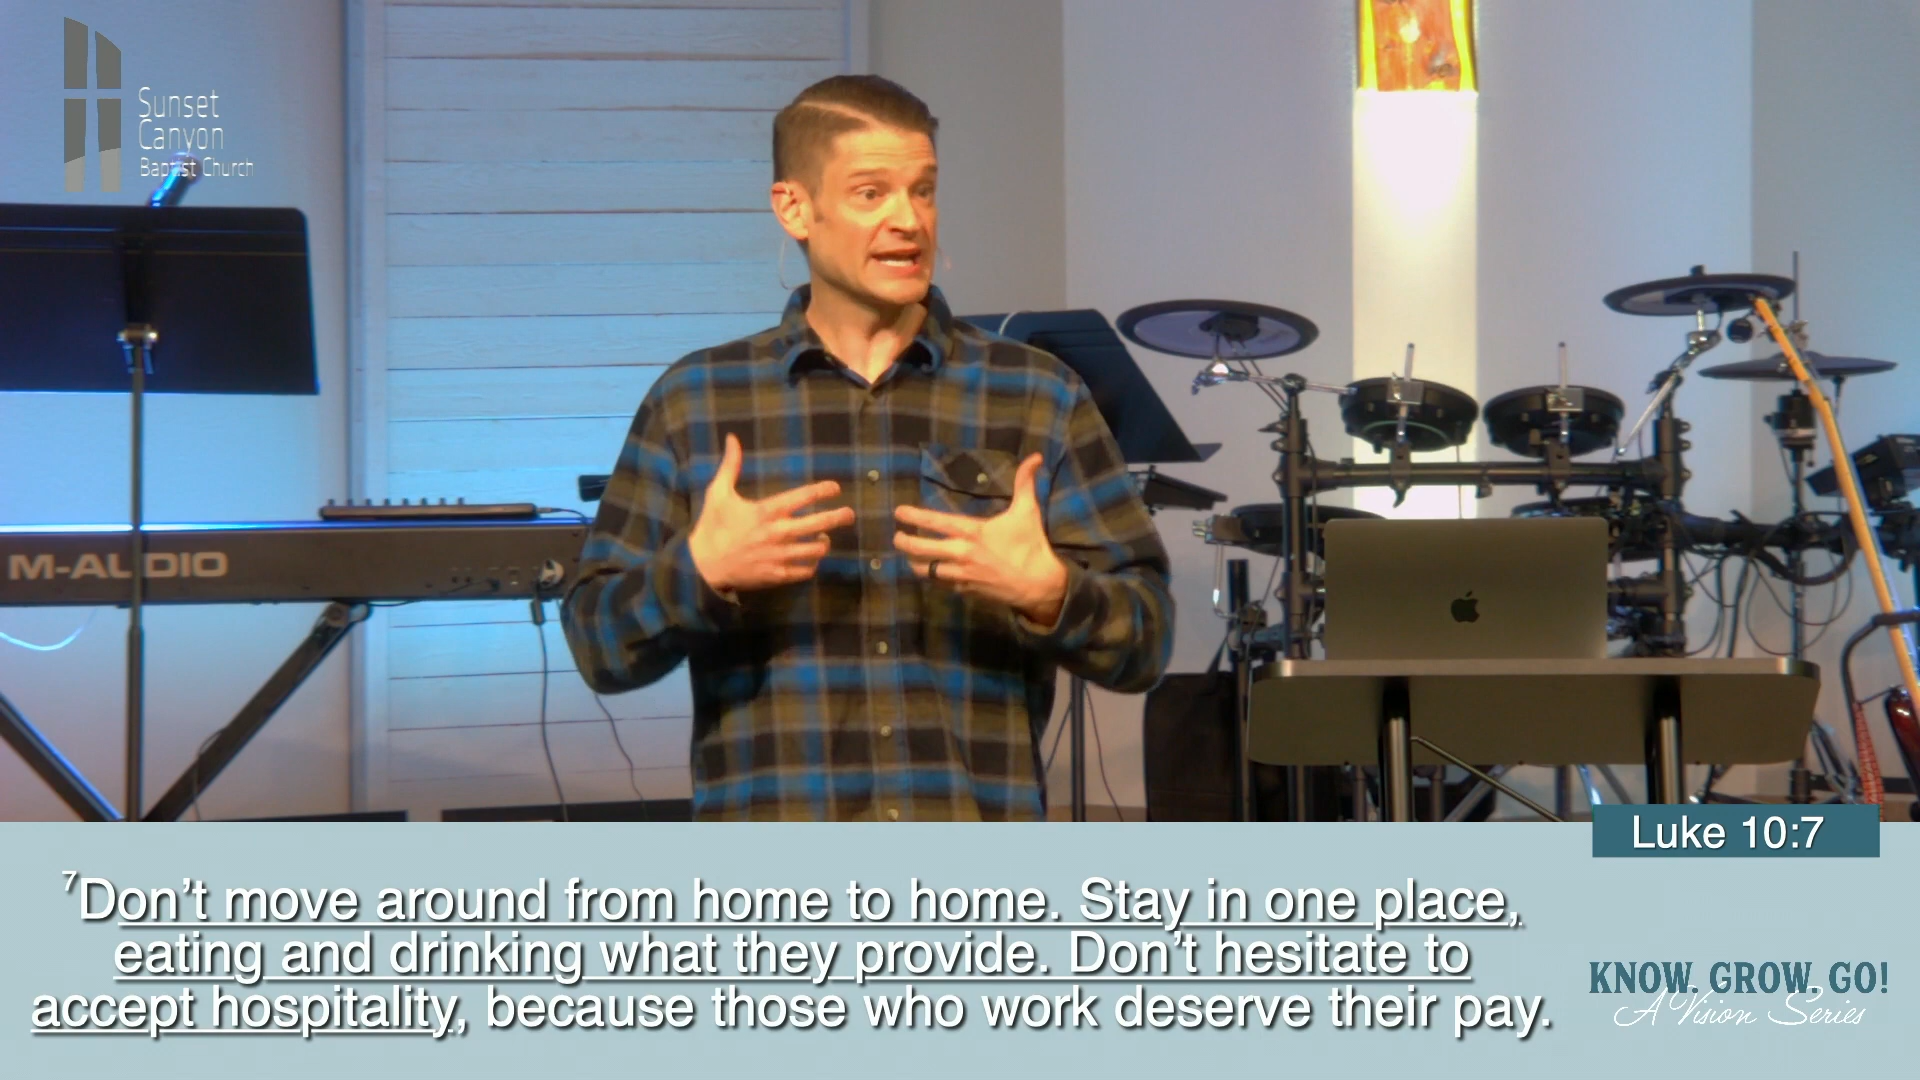 Sunset
Canyon
Baptist Church
M-AUDIO
Luke 10:7
⁷Don’t move around from home to home. Stay in one place,
eating and drinking what they provide. Don’t hesitate to
accept hospitality, because those who work deserve their pay.
KNOW. GROW. GO!
A Vision Series